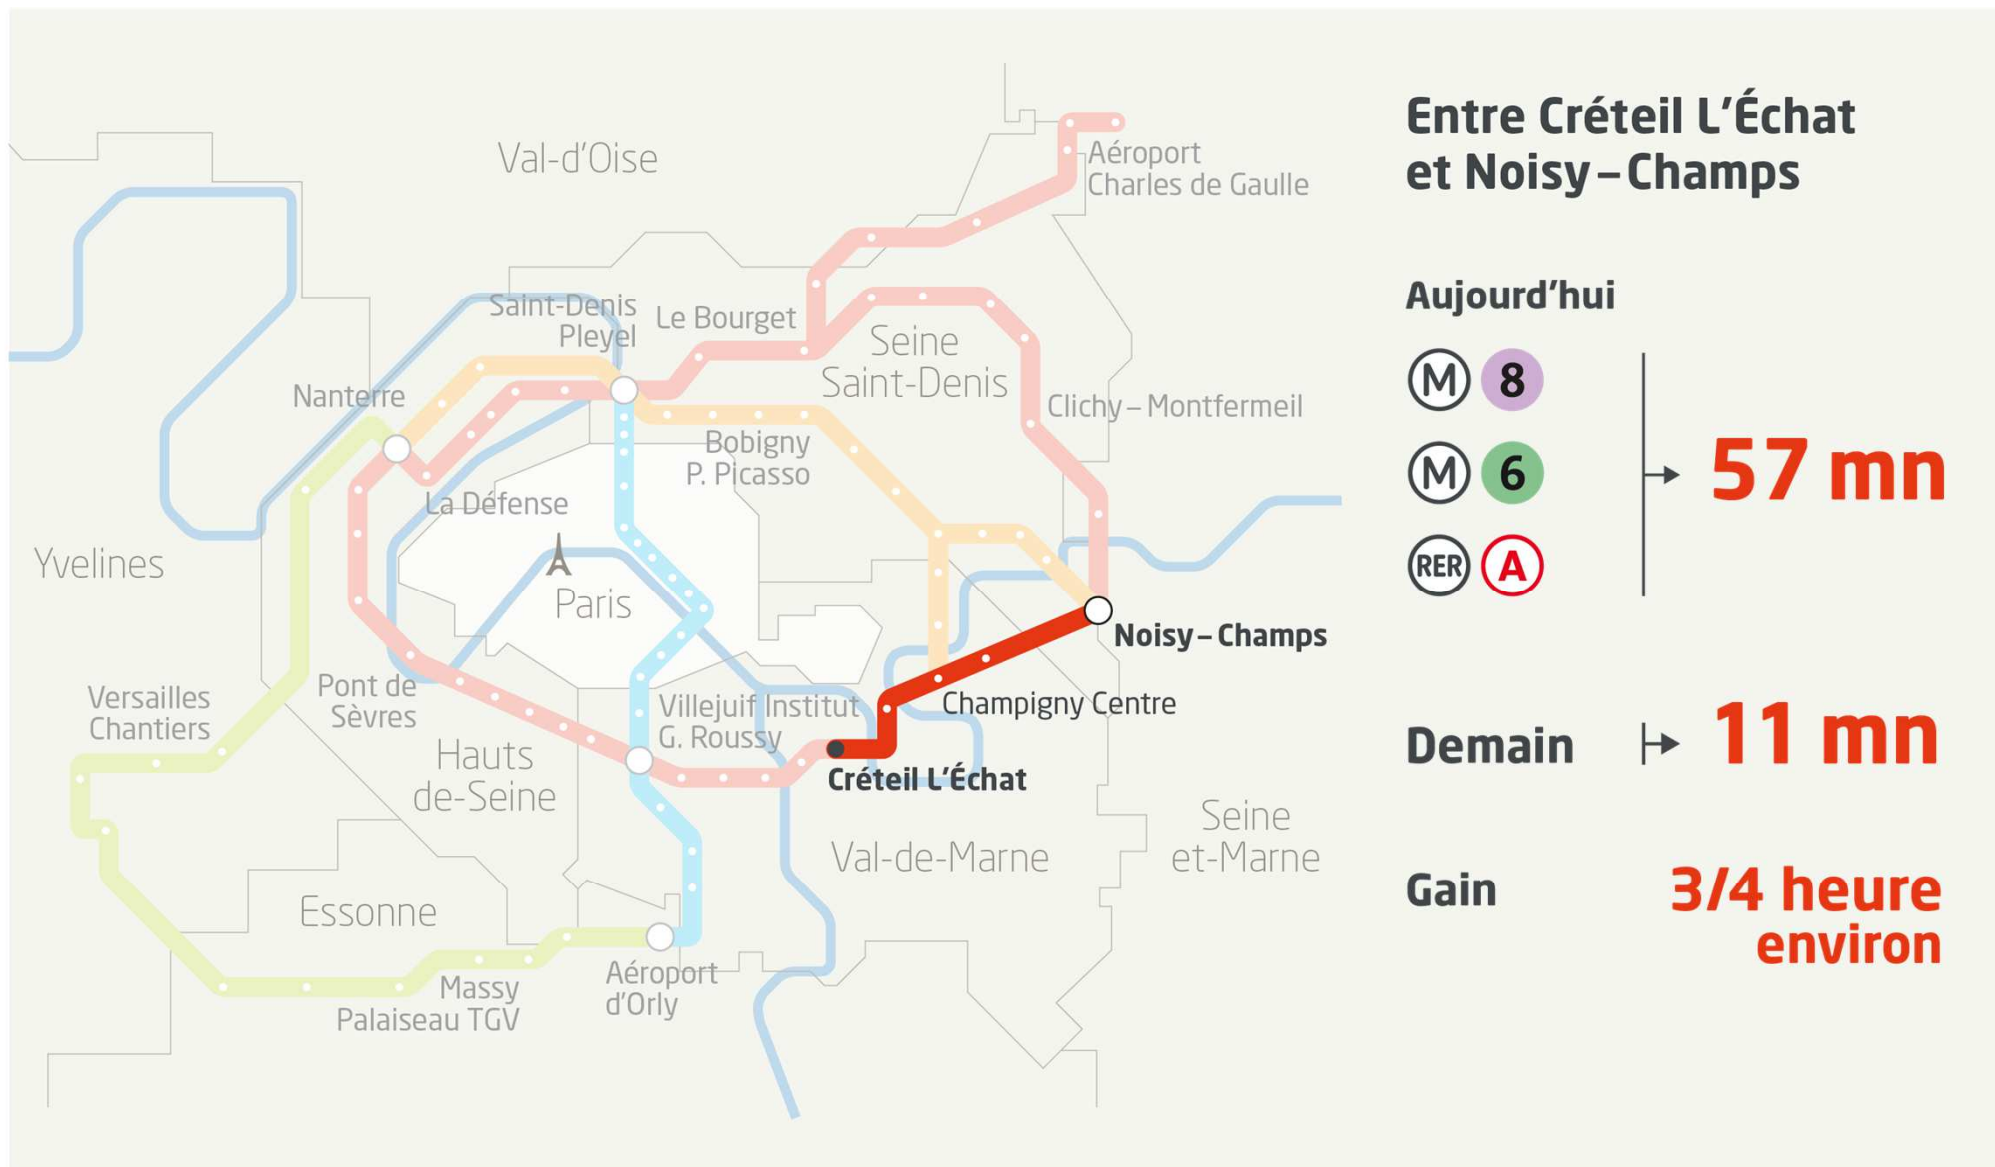 Val-d'Oise
Aéroport
Charles de Gaulle
Saint-Denis
Pleyel
Le Bourget
Seine
Saint-Denis
Nanterre
Clichy – Montfermeil
Bobigny
P. Picasso
La Défense
Yvelines
Paris
Noisy – Champs
Versailles
Chantiers
Pont de
Sèvres
Villejuif Institut
G. Roussy
Champigny Centre
Hauts
de-Seine
Créteil L'Échat
Seine
et-Marne
Val-de-Marne
Essonne
Massy
Palaiseau TGV
Aéroport
d'Orly
Entre Créteil L'Échat
et Noisy – Champs
Aujourd'hui
M 8
M 6
RER A
57 mn
Demain 11 mn
Gain 3/4 heure
environ